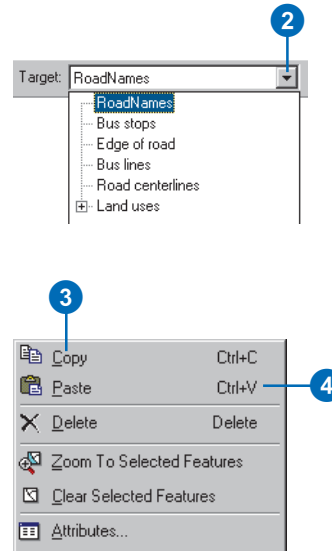 2
Target: RoadNames
RoadNames
Bus stops
Edge of road
Bus lines
Road centerlines
Land uses
3
Copy Ctrl+C
Paste Ctrl+V
4
Delete Delete
Zoom To Selected Features
Clear Selected Features
Attributes...